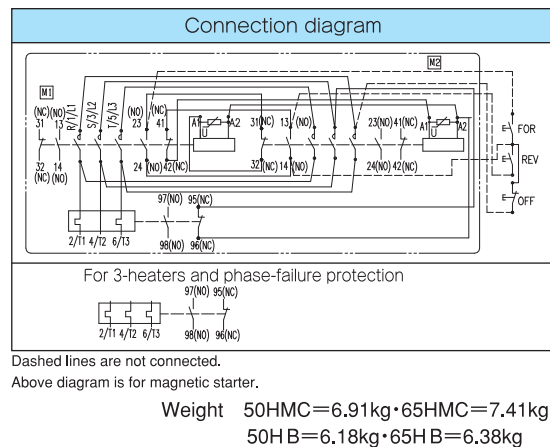 Connection diagram
M1
M2
(NC) (NO) R/1/L1 S/3/L2 T/5/L3 (NO) (NC)
31 13 23 41 A1 U A2 31(NC) 13(NO) 23(NO) 41(NC) A1 U A2
FOR
REV
OFF
32 14 24 (NO) 42(NC) 32(NC) 14(NO) 24(NO) 42(NC)
(NC) (NO)
97(NO) 95(NC)
2/T1 4/T2 6/T3 98(NO) 96(NC)
For 3-heaters and phase-failure protection
97(NO) 95(NC)
2/T1 4/T2 6/T3 98(NO) 96(NC)
Dashed lines are not connected.
Above diagram is for magnetic starter.
Weight 50HMC=6.91kg·65HMC=7.41kg
50HB=6.18kg·65HB=6.38kg